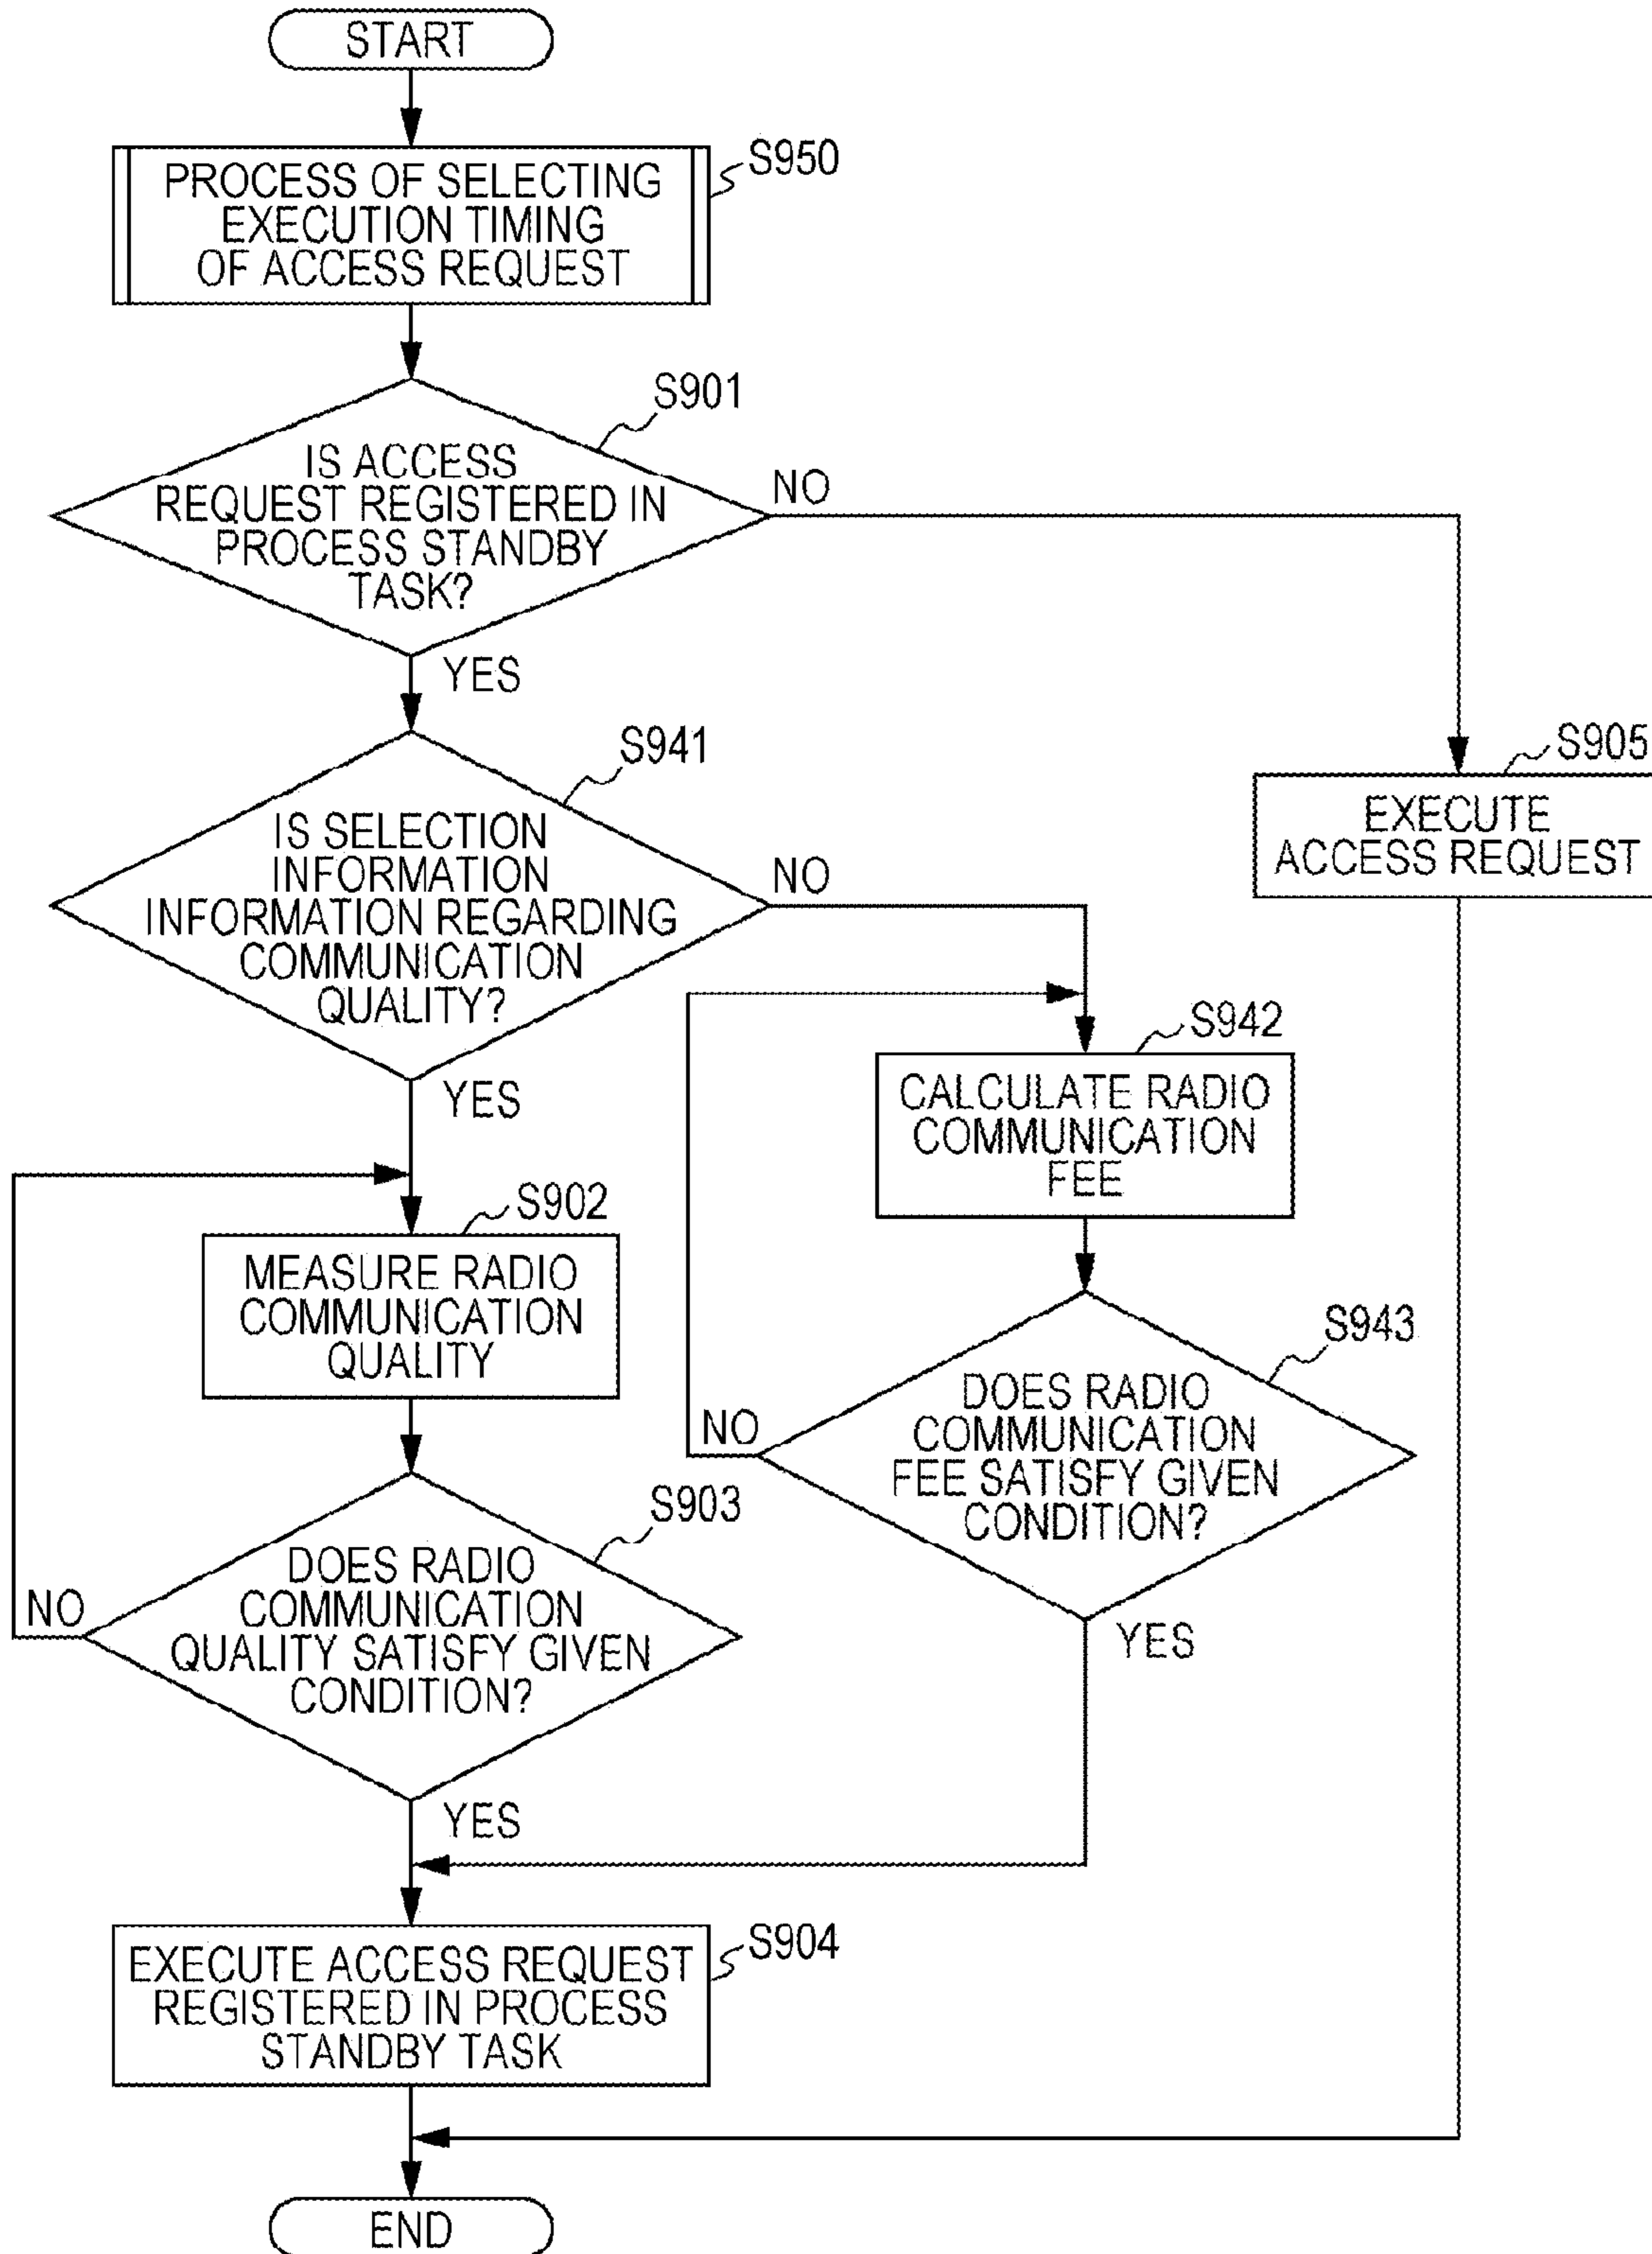 START
PROCESS OF SELECTING
EXECUTION TIMING
OF ACCESS REQUEST
S950
S901
IS ACCESS
REQUEST REGISTERED IN
PROCESS STANDBY
TASK?
NO
YES
S941
IS SELECTION
INFORMATION
INFORMATION REGARDING
COMMUNICATION
QUALITY?
NO
YES
S905
EXECUTE
ACCESS REQUEST
S942
CALCULATE RADIO
COMMUNICATION
FEE
S902
MEASURE RADIO
COMMUNICATION
QUALITY
S943
DOES RADIO
COMMUNICATION
FEE SATISFY GIVEN
CONDITION?
NO
YES
S903
DOES RADIO
COMMUNICATION
QUALITY SATISFY GIVEN
CONDITION?
NO
YES
S904
EXECUTE ACCESS REQUEST
REGISTERED IN PROCESS
STANDBY TASK
END